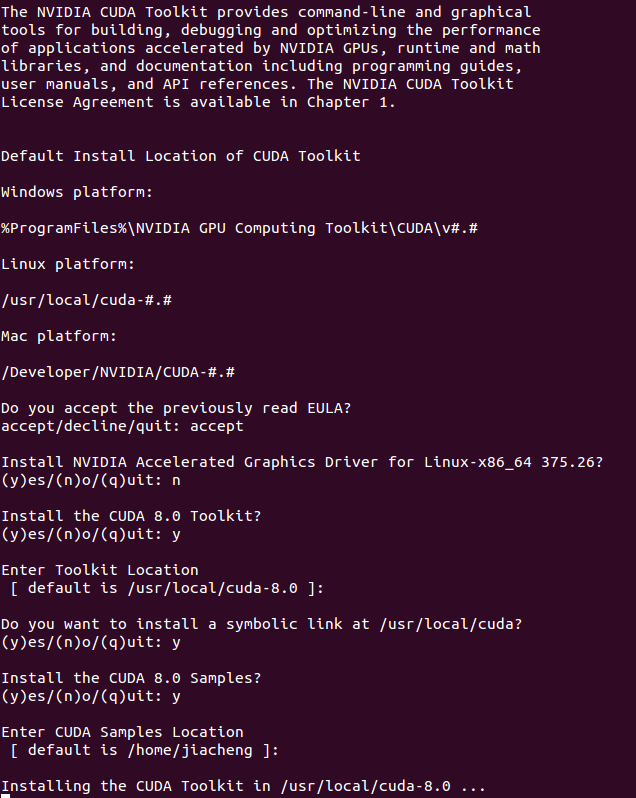 The NVIDIA CUDA Toolkit provides command-line and graphical
tools for building, debugging and optimizing the performance
of applications accelerated by NVIDIA GPUs, runtime and math
libraries, and documentation including programming guides,
user manuals, and API references. The NVIDIA CUDA Toolkit
License Agreement is available in Chapter 1.
Default Install Location of CUDA Toolkit
Windows platform:
%ProgramFiles%\NVIDIA GPU Computing Toolkit\CUDA\v#.#
Linux platform:
/usr/local/cuda-#.#
Mac platform:
/Developer/NVIDIA/CUDA-#.#
Do you accept the previously read EULA?
accept/decline/quit: accept
Install NVIDIA Accelerated Graphics Driver for Linux-x86_64 375.26?
(y)es/(n)o/(q)uit: n
Install the CUDA 8.0 Toolkit?
(y)es/(n)o/(q)uit: y
Enter Toolkit Location
[ default is /usr/local/cuda-8.0 ]:
Do you want to install a symbolic link at /usr/local/cuda?
(y)es/(n)o/(q)uit: y
Install the CUDA 8.0 Samples?
(y)es/(n)o/(q)uit: y
Enter CUDA Samples Location
[ default is /home/jiacheng ]:
Installing the CUDA Toolkit in /usr/local/cuda-8.0 ...